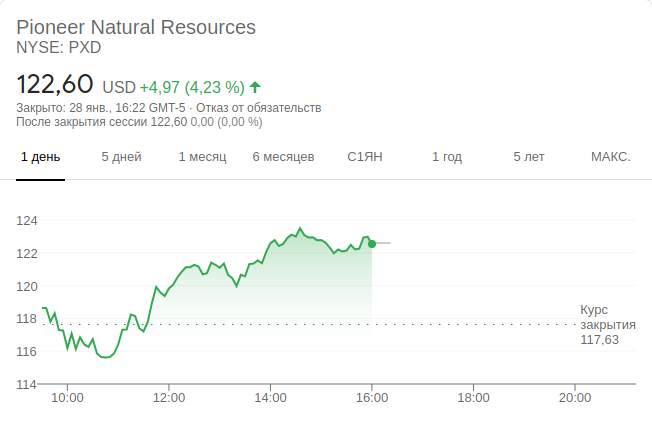 Pioneer Natural Resources
NYSE: PXD
122,60 USD +4,97 (4,23 %)
Закрыто: 28 янв., 16:22 GMT-5 · Отказ от обязательств
После закрытия сессии 122,60 0,00 (0,00 %)
1 день 5 дней 1 месяц 6 месяцев С1ЯН 1 год 5 лет МАКС.
124
122
120
118
116
114
Курс
закрытия
117,63
10:00 12:00 14:00 16:00 18:00 20:00